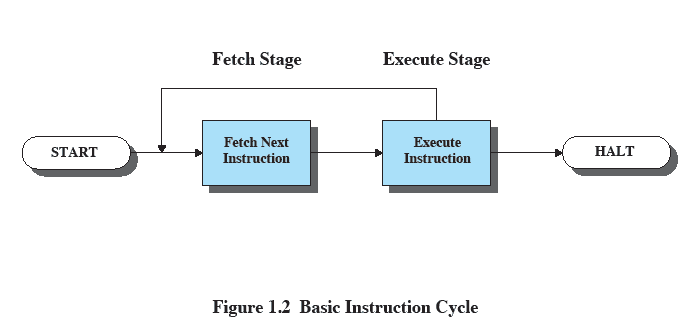 Fetch Stage
Execute Stage
START
Fetch Next
Instruction
Execute
Instruction
HALT
Figure 1.2 Basic Instruction Cycle